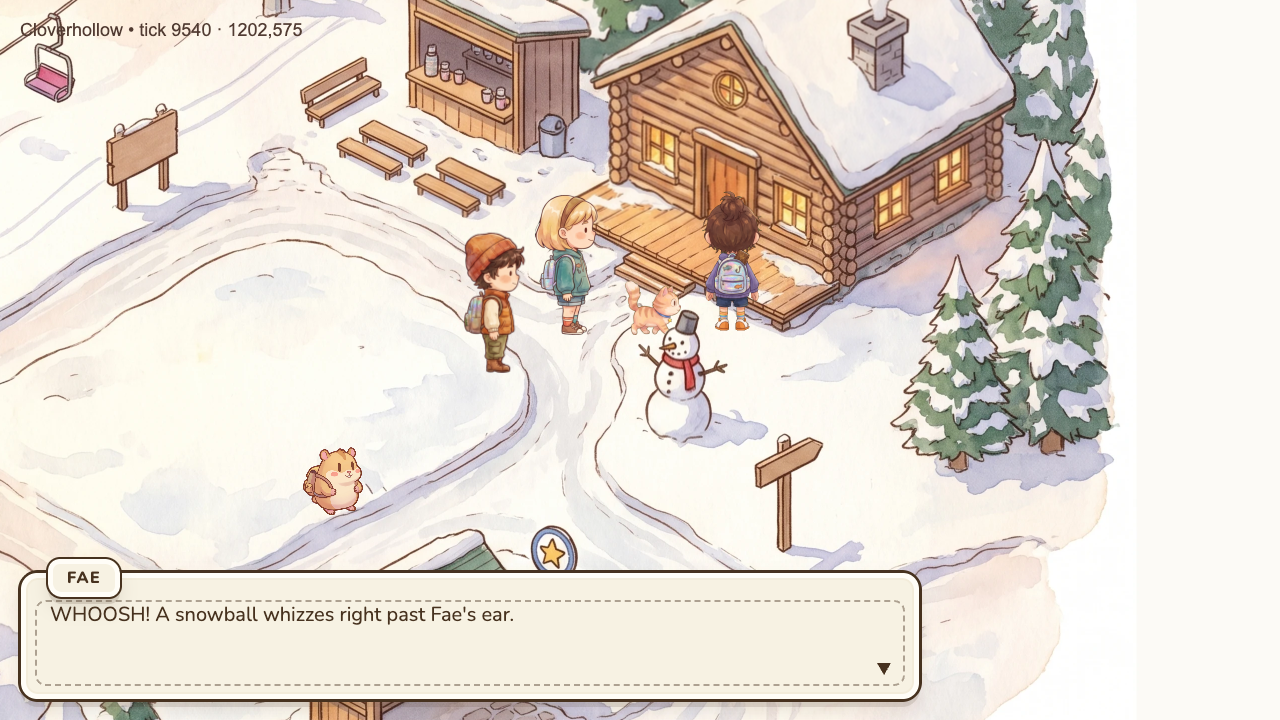 Cloverhollow • tick 9540 · 1202,575
FAE
WHOOSH! A snowball whizzes right past Fae's ear.